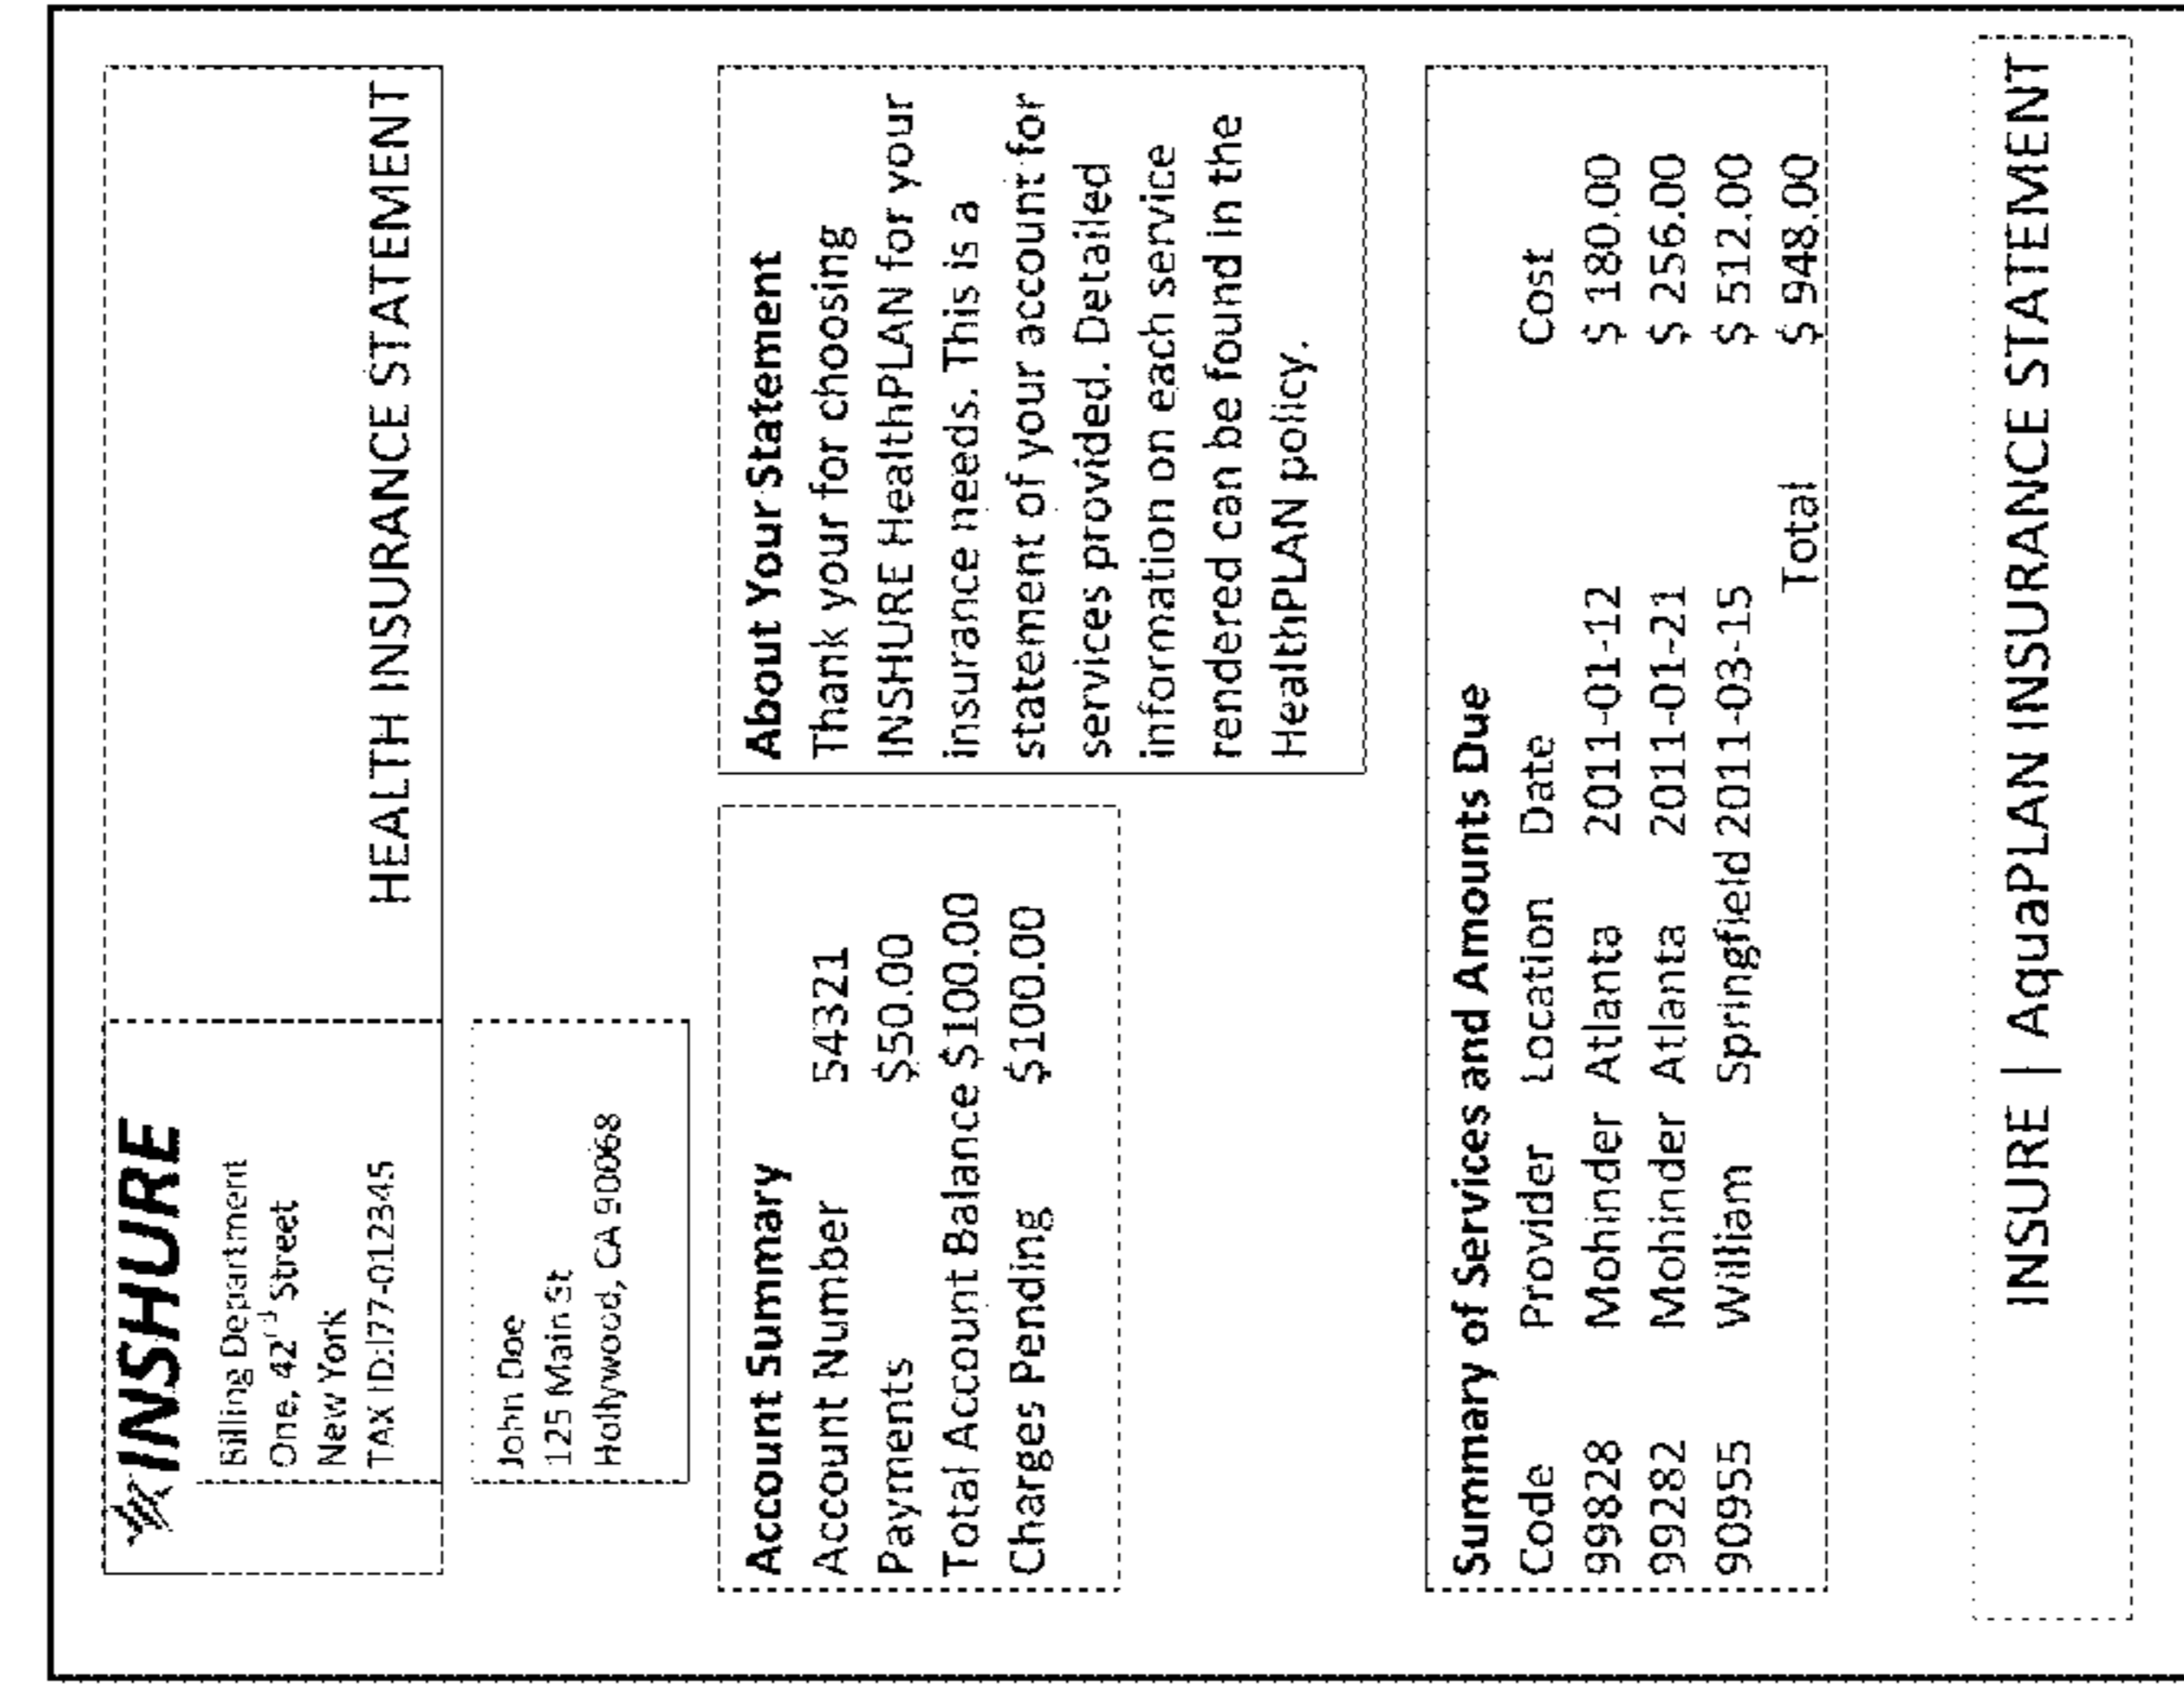 INSHURE
Billing Department
One, 42nd Street
New York
TAX ID:I77-012345
HEALTH INSURANCE STATEMENT
John Doe
125 Main St
Hollywood, CA 90068
Account Summary
Account Number 54321
Payments $50.00
Total Account Balance $100.00
Charges Pending $100.00
About Your Statement
Thank your for choosing
INSHURE HealthPLAN for your
insurance needs. This is a
statement of your account for
services provided. Detailed
information on each service
rendered can be found in the
HealthPLAN policy.
Summary of Services and Amounts Due
Code Provider Location Date Cost
99828 Mohinder Atlanta 2011-01-12 $ 180.00
99282 Mohinder Atlanta 2011-01-21 $ 256.00
90955 William Springfield 2011-03-15 $ 512.00
Total $ 948.00
INSURE | AquaPLAN INSURANCE STATEMENT